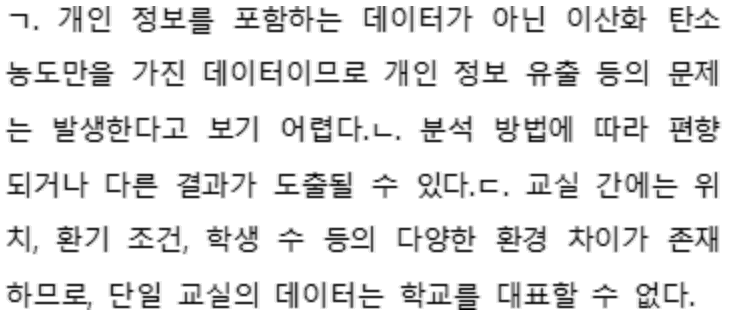 ㄱ. 개인 정보를 포함하는 데이터가 아닌 이산화 탄소
농도만을 가진 데이터이므로 개인 정보 유출 등의 문제
는 발생한다고 보기 어렵다.ㄴ. 분석 방법에 따라 편향
되거나 다른 결과가 도출될 수 있다.ㄷ. 교실 간에는 위
치, 환기 조건, 학생 수 등의 다양한 환경 차이가 존재
하므로, 단일 교실의 데이터는 학교를 대표할 수 없다.